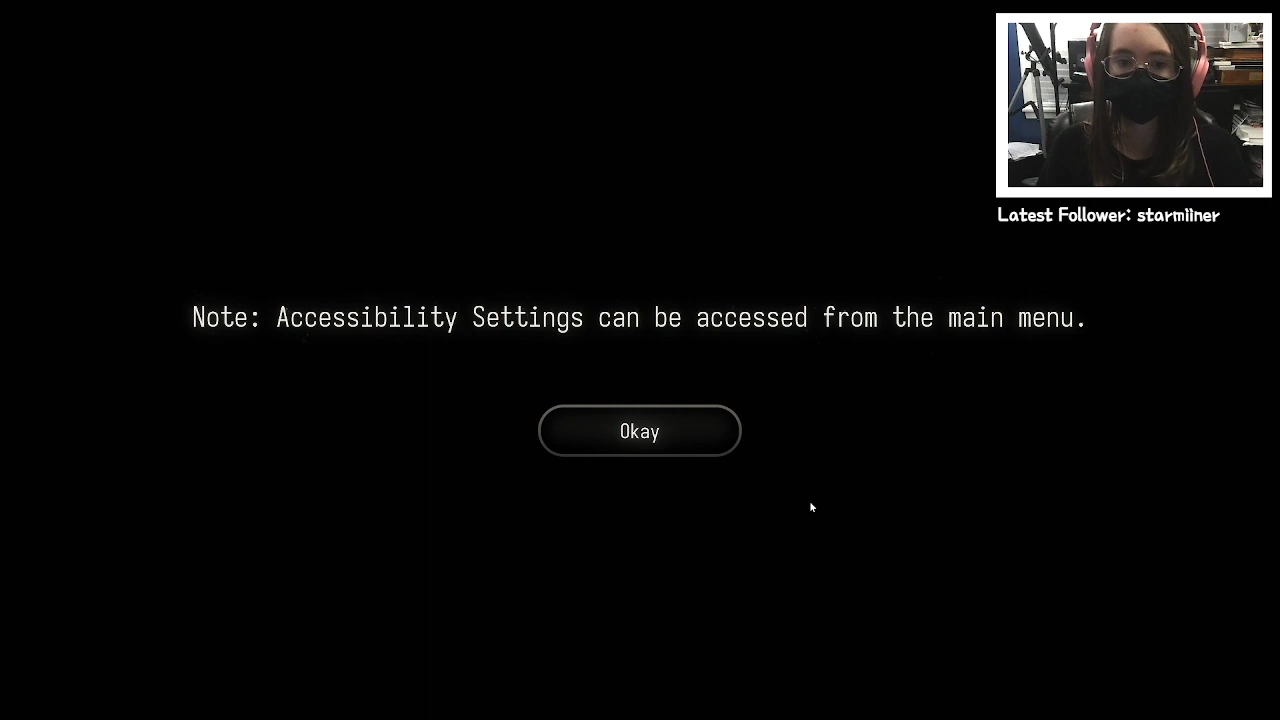 Latest Follower: starmiiner
Note: Accessibility Settings can be accessed from the main menu.
Okay